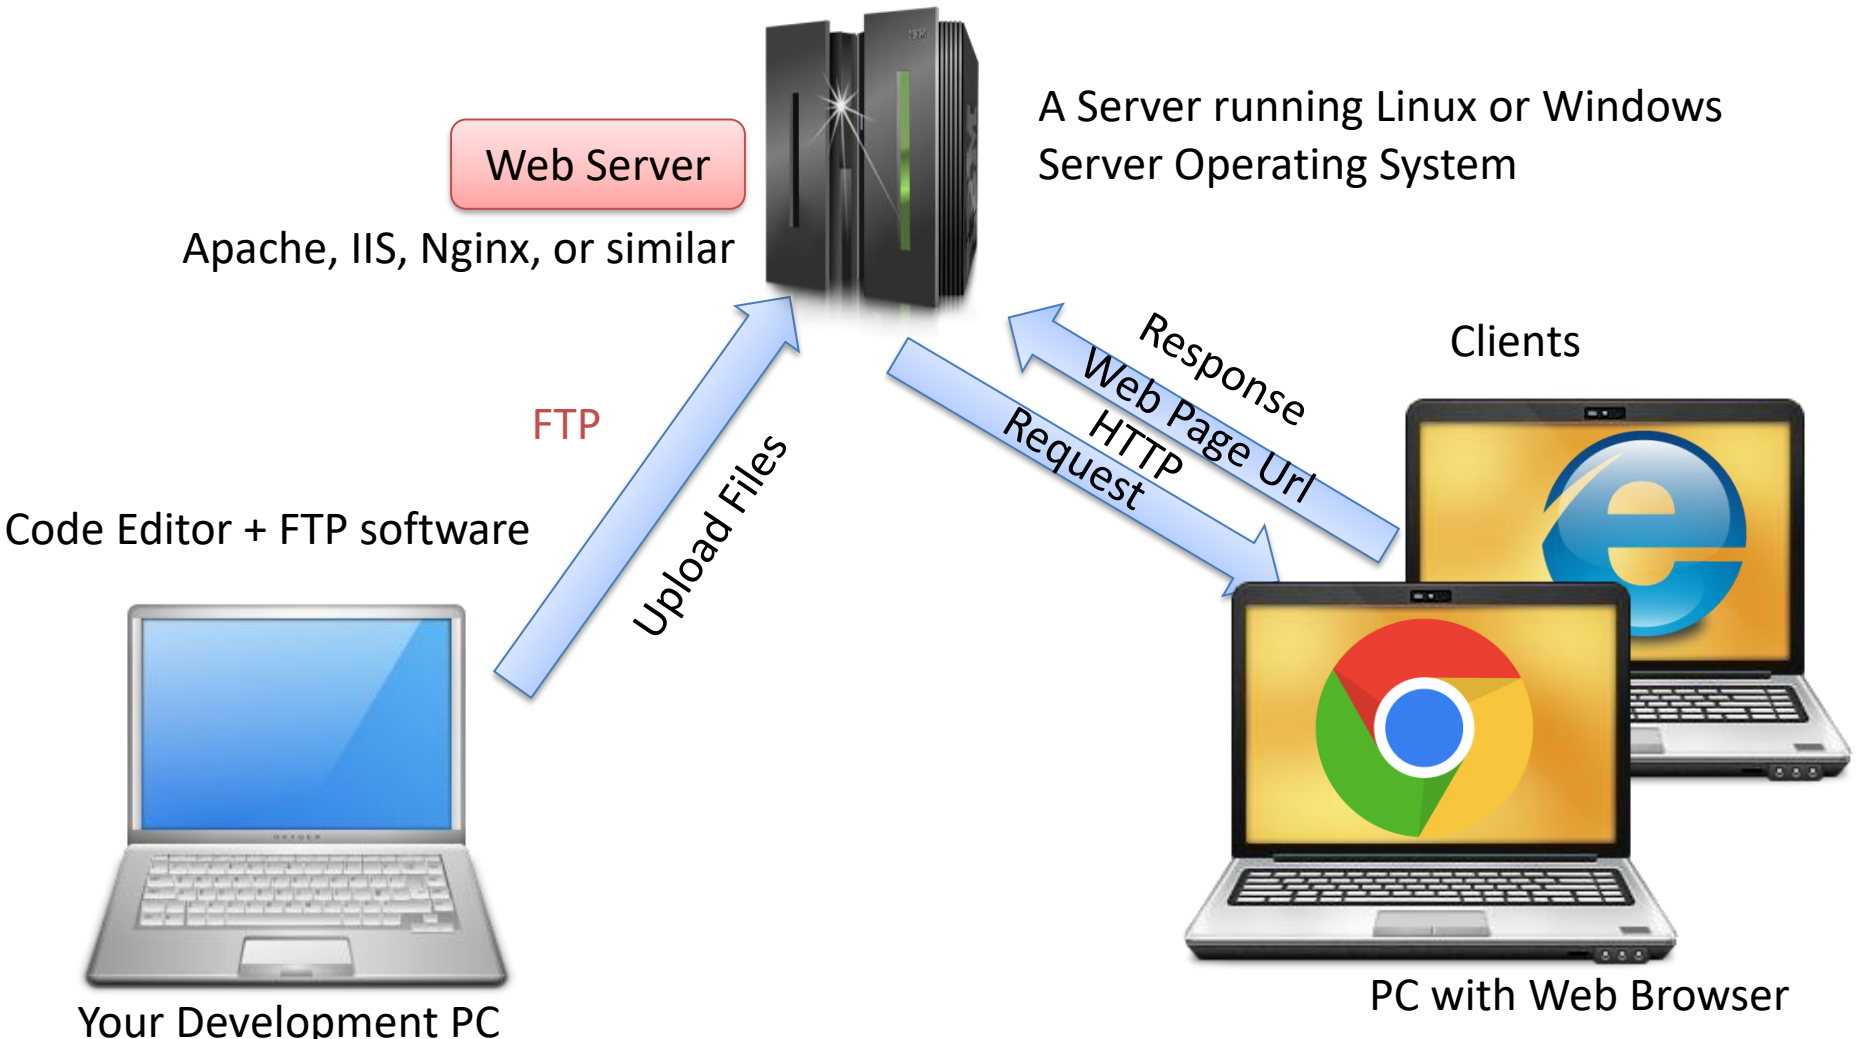 A Server running Linux or Windows
Server Operating System
Web Server
Apache, IIS, Nginx, or similar
IBM
Response
Web Page Url
HTTP
Request
Clients
FTP
Upload Files
Code Editor + FTP software
Your Development PC
PC with Web Browser